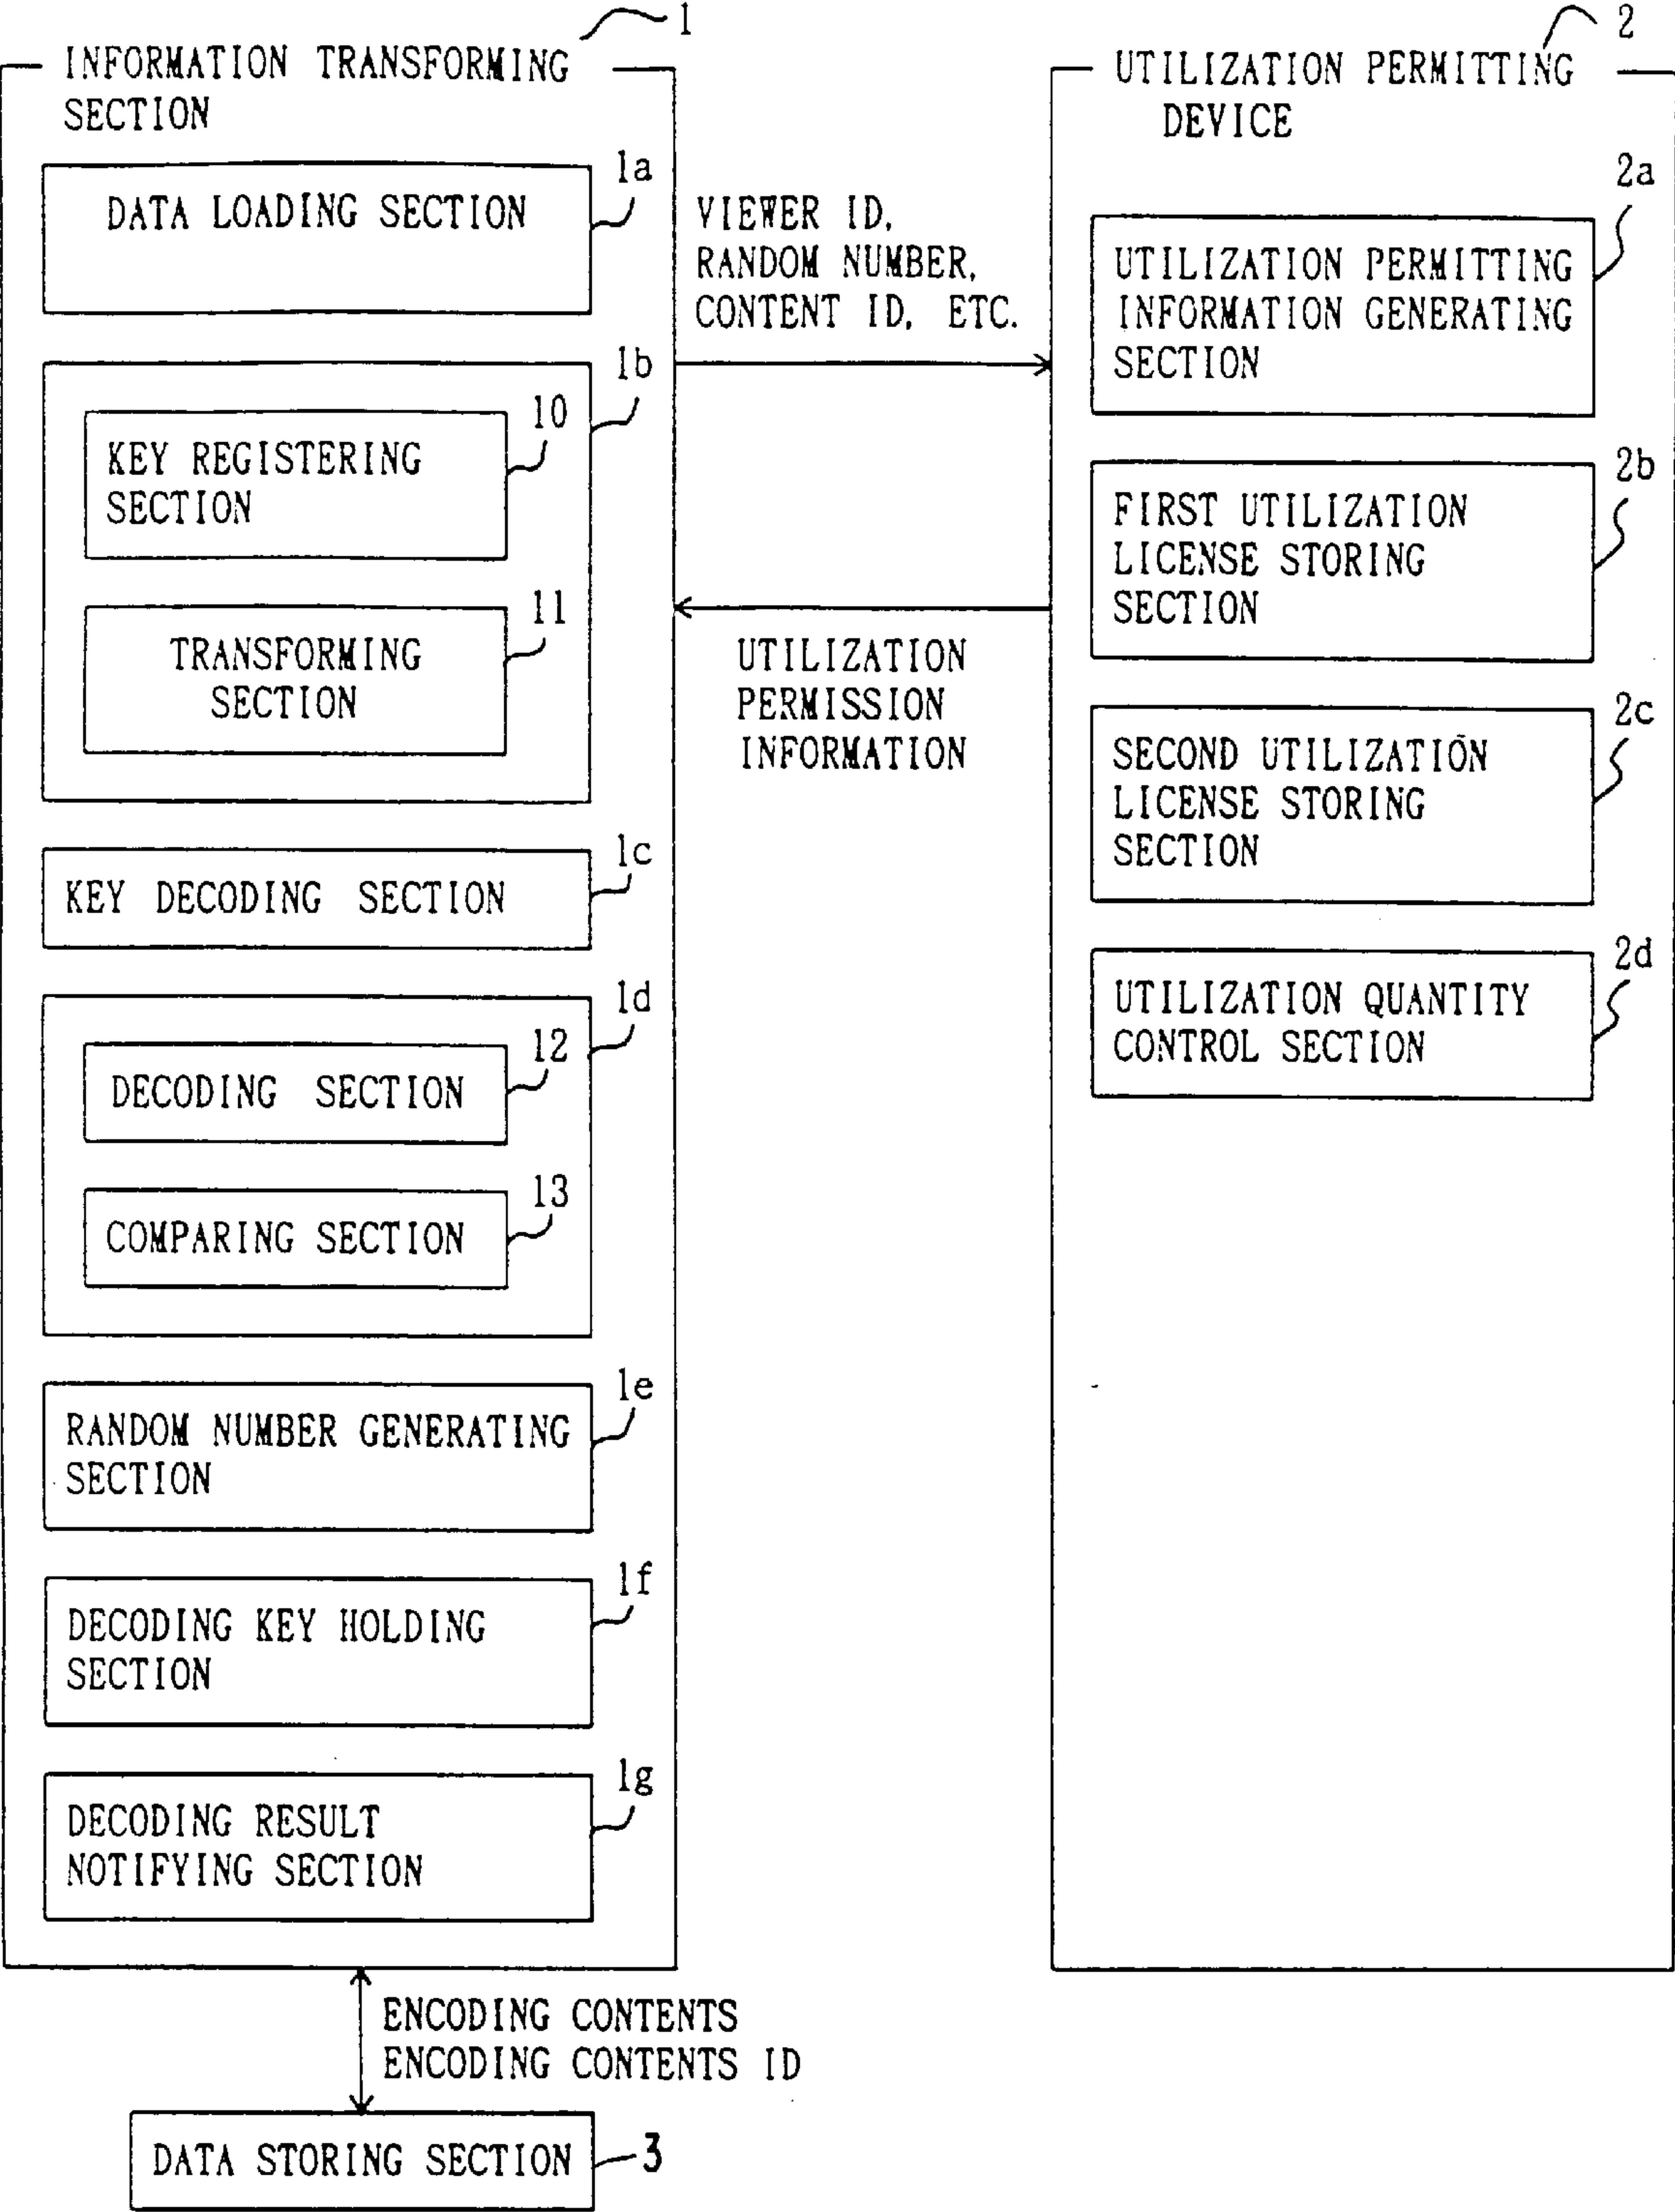 1
INFORMATION TRANSFORMING
SECTION
1a
DATA LOADING SECTION
1b
10
KEY REGISTERING
SECTION
11
TRANSFORMING
SECTION
1c
KEY DECODING SECTION
1d
12
DECODING SECTION
13
COMPARING SECTION
1e
RANDOM NUMBER GENERATING
SECTION
1f
DECODING KEY HOLDING
SECTION
1g
DECODING RESULT
NOTIFYING SECTION
VIEWER ID,
RANDOM NUMBER,
CONTENT ID, ETC.
UTILIZATION
PERMISSION
INFORMATION
2
UTILIZATION PERMITTING
DEVICE
2a
UTILIZATION PERMITTING
INFORMATION GENERATING
SECTION
2b
FIRST UTILIZATION
LICENSE STORING
SECTION
2c
SECOND UTILIZATION
LICENSE STORING
SECTION
2d
UTILIZATION QUANTITY
CONTROL SECTION
ENCODING CONTENTS
ENCODING CONTENTS ID
DATA STORING SECTION
3